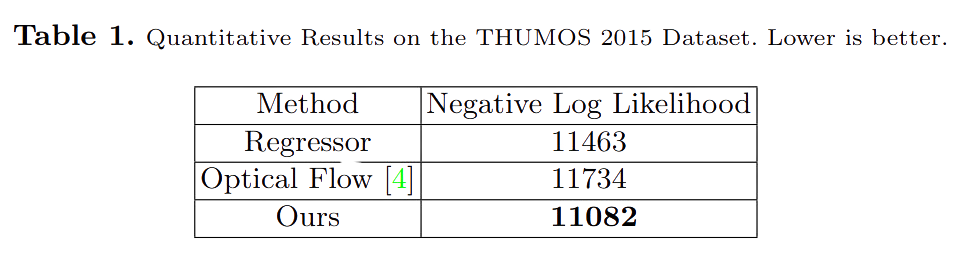 Table 1. Quantitative Results on the THUMOS 2015 Dataset. Lower is better.
Method Negative Log Likelihood
Regressor 11463
Optical Flow [4] 11734
Ours 11082